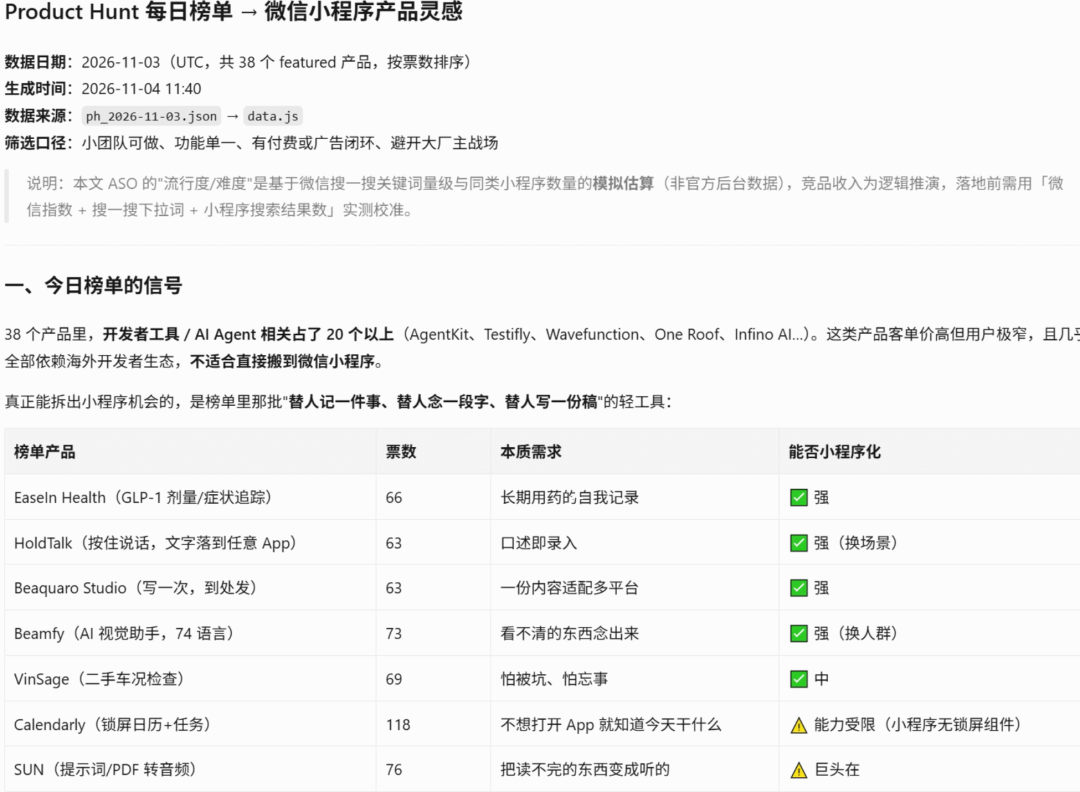 Product Hunt 每日榜单 → 微信小程序产品灵感
数据日期：2026-11-03（UTC，共 38 个 featured 产品，按票数排序）
生成时间：2026-11-04 11:40
数据来源：ph_2026-11-03.json → data.js
筛选口径：小团队可做、功能单一、有付费或广告闭环、避开大厂主战场
说明：本文 ASO 的"流行度/难度"是基于微信搜一搜关键词量级与同类小程序数量的模拟估算（非官方后台数据），竞品收入为逻辑推演，落地前需用「微
信指数 + 搜一搜下拉词 + 小程序搜索结果数」实测校准。
一、今日榜单的信号
38 个产品里，开发者工具 / AI Agent 相关占了 20 个以上（AgentKit、Testifly、Wavefunction、One Roof、Infino AI...）。这类产品客单价高但用户极窄，且几乎
全部依赖海外开发者生态，不适合直接搬到微信小程序。
真正能拆出小程序机会的，是榜单里那批"替人记一件事、替人念一段字、替人写一份稿"的轻工具：
榜单产品 票数 本质需求 能否小程序化
EaseIn Health（GLP-1 剂量/症状追踪） 66 长期用药的自我记录 ✅ 强
HoldTalk（按住说话，文字落到任意 App） 63 口述即录入 ✅ 强（换场景）
Beaquaro Studio（写一次，到处发） 63 一份内容适配多平台 ✅ 强
Beamfy（AI 视觉助手，74 语言） 73 看不清的东西念出来 ✅ 强（换人群）
VinSage（二手车况检查） 69 怕被坑、怕忘事 ✅ 中
Calendarly（锁屏日历+任务） 118 不想打开 App 就知道今天干什么 ⚠️ 能力受限（小程序无锁屏组件）
SUN（提示词/PDF 转音频） 76 把读不完的东西变成听的 ⚠️ 巨头在